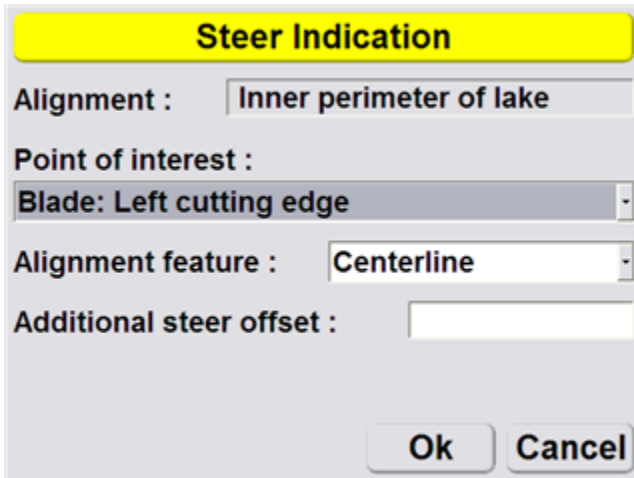 Steer Indication
Alignment : Inner perimeter of lake
Point of interest :
Blade: Left cutting edge
Alignment feature : Centerline
Additional steer offset :
Ok Cancel